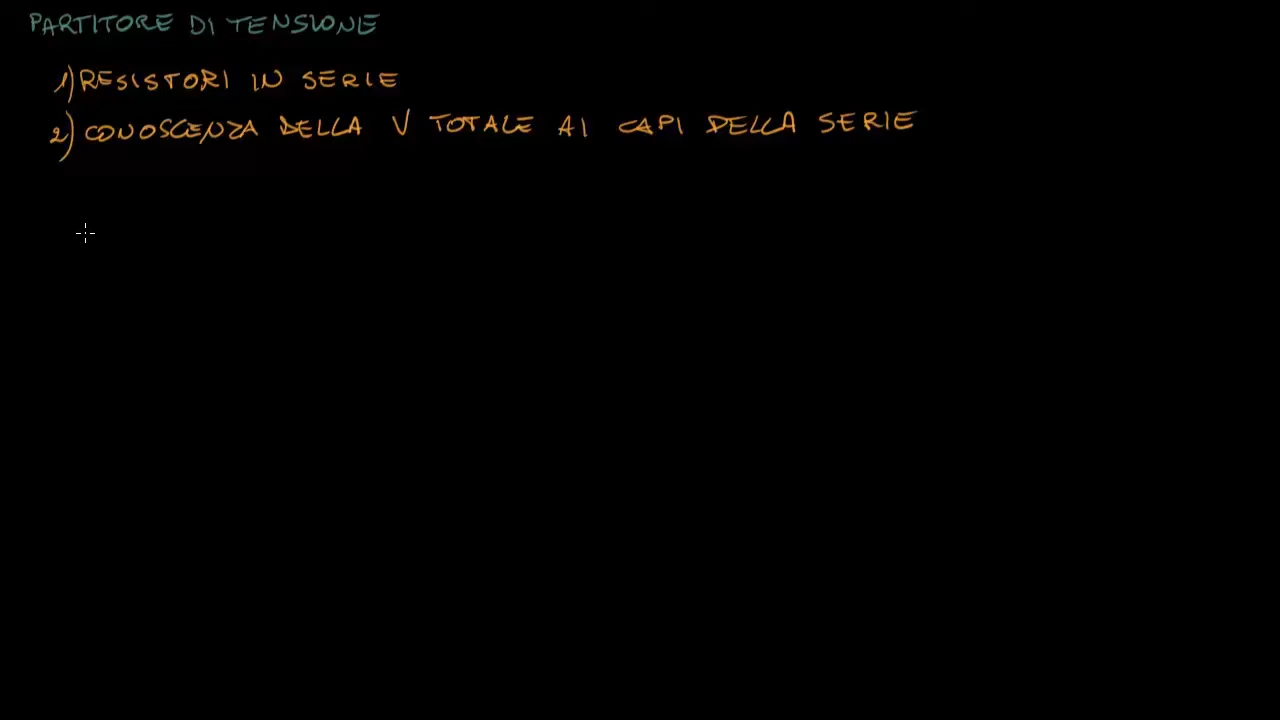 PARTITORE DI TENSIONE
1) RESISTORI IN SERIE
2) CONOSCENZA DELLA V TOTALE AI CAPI DELLA SERIE